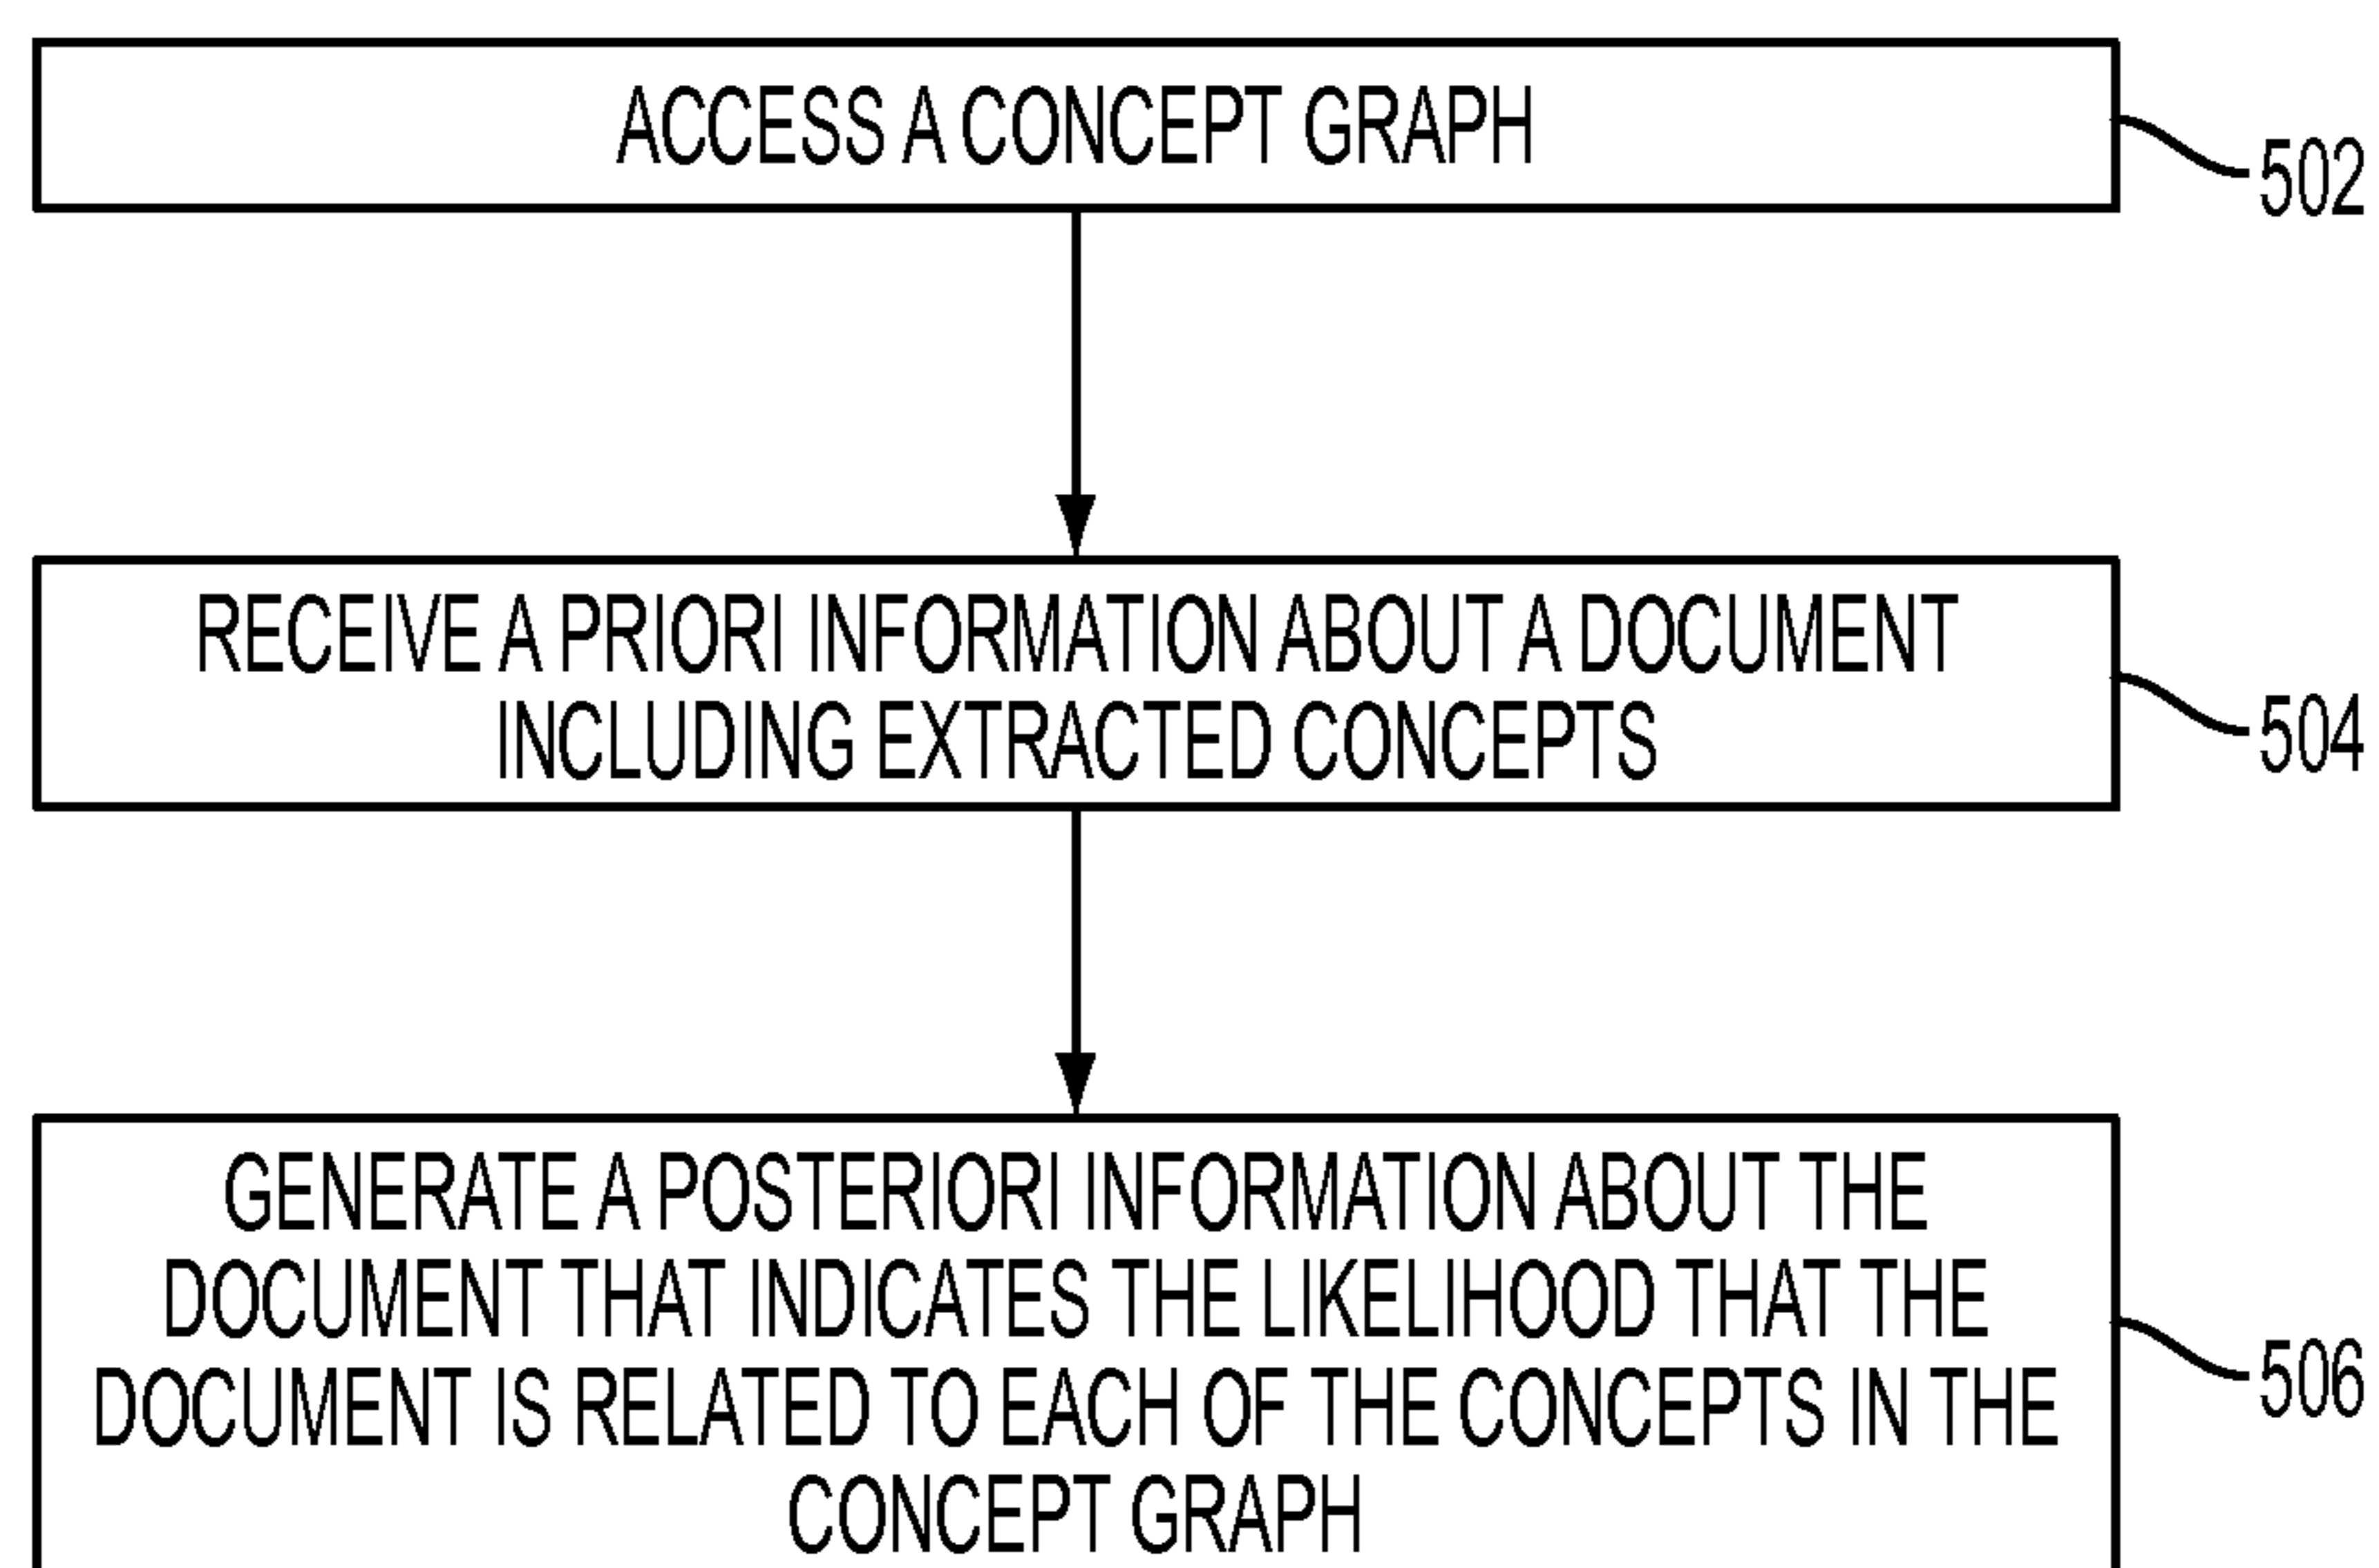 ACCESS A CONCEPT GRAPH
502
RECEIVE A PRIORI INFORMATION ABOUT A DOCUMENT
INCLUDING EXTRACTED CONCEPTS
504
GENERATE A POSTERIORI INFORMATION ABOUT THE
DOCUMENT THAT INDICATES THE LIKELIHOOD THAT THE
DOCUMENT IS RELATED TO EACH OF THE CONCEPTS IN THE
CONCEPT GRAPH
506